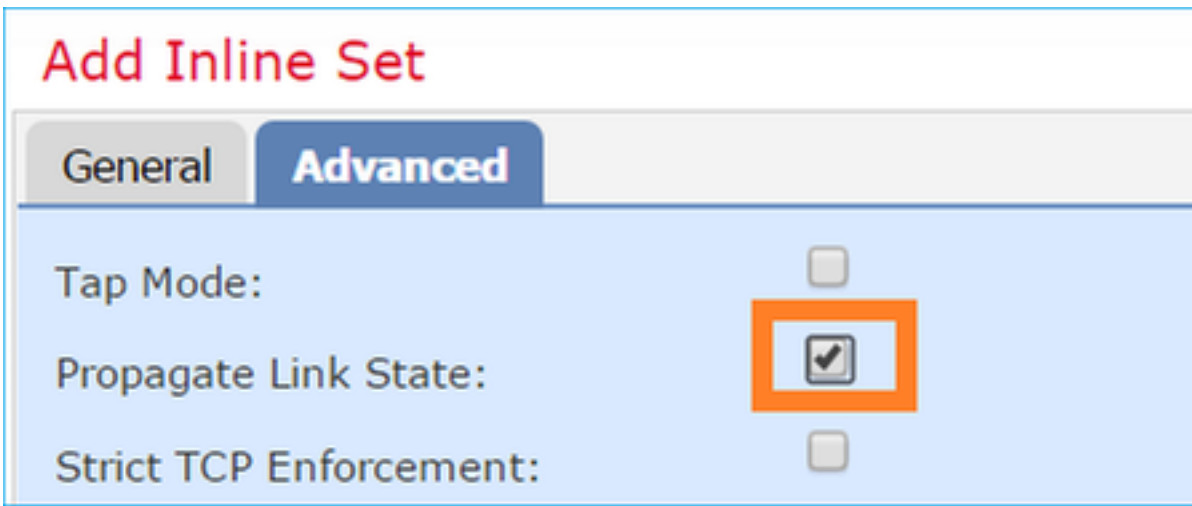 Add Inline Set
General Advanced
Tap Mode:
Propagate Link State:
Strict TCP Enforcement: